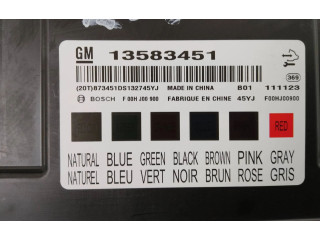 GM 13583451
(20T)873451DS132745YJ MADE IN CHINA B01 111123
BOSCH F 00H J00 900 FABRIQUE EN CHINE 45YJ F00HJ00900
369
RED
NATURAL BLUE GREEN BLACK BROWN PINK GRAY
NATUREL BLEU VERT NOIR BRUN ROSE GRIS